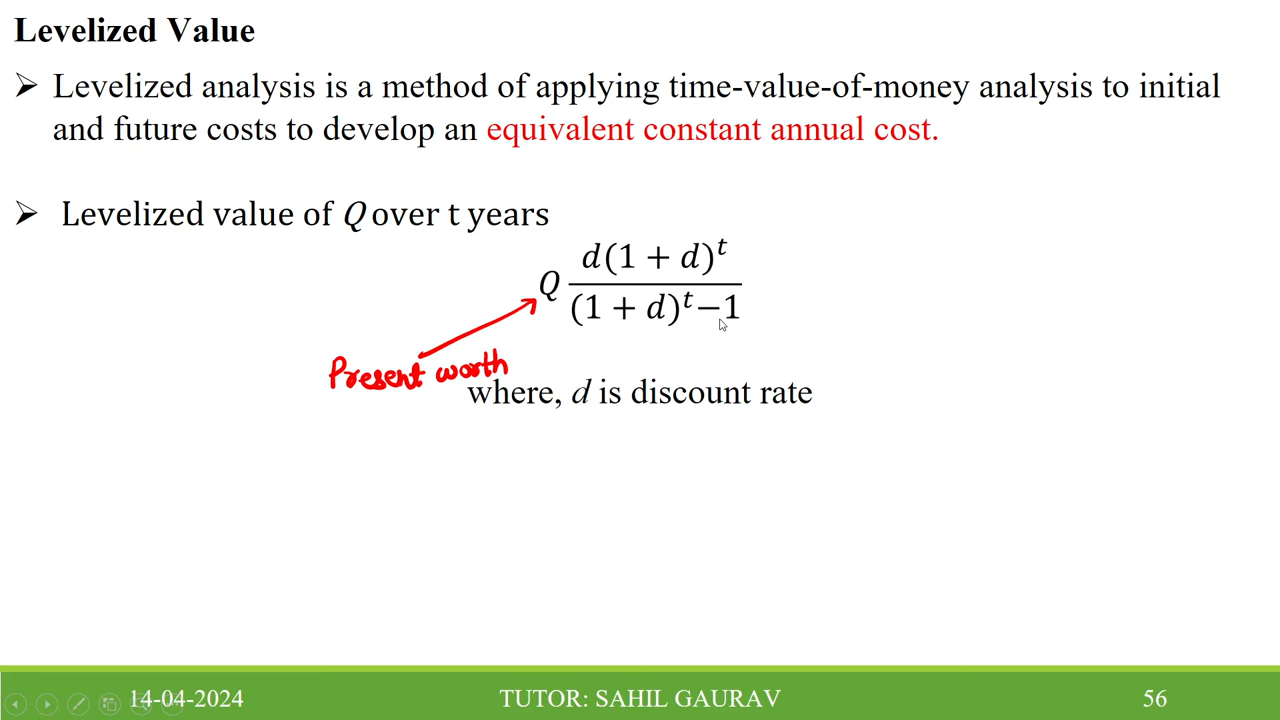 Levelized Value
➢ Levelized analysis is a method of applying time-value-of-money analysis to initial
and future costs to develop an equivalent constant annual cost.
➢ Levelized value of Q over t years
Q d(1 + d)^t / (1 + d)^t−1
Present worth
where, d is discount rate
14-04-2024 TUTOR: SAHIL GAURAV 56